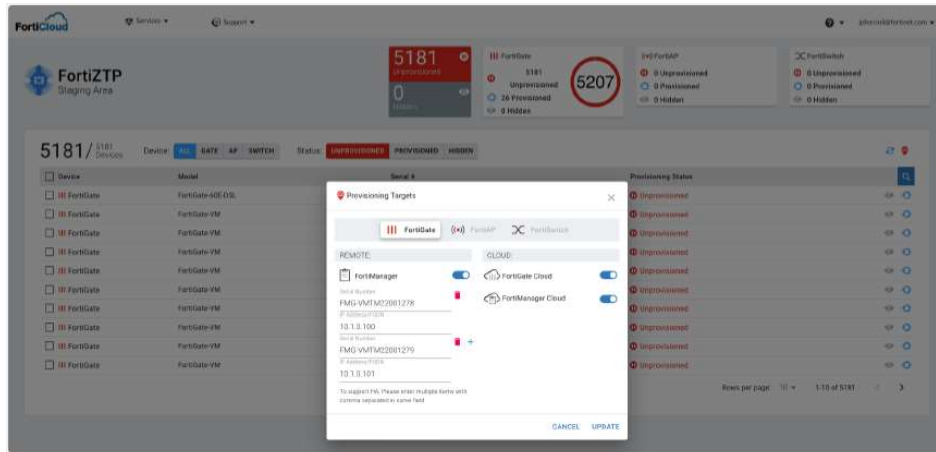 FortiCloud
Services
Support
FortiZTP
Staging Area
5181
Unprovisioned
0
Hidden
FortiGate
5181
Unprovisioned
26 Provisioned
0 Hidden
5207
FortiAP
0 Unprovisioned
0 Provisioned
0 Hidden
FortiSwitch
0 Unprovisioned
0 Provisioned
0 Hidden
5181/ 5181 Devices
Device: ALL GATE AP SWITCH Status: UNPROVISIONED PROVISIONED HIDDEN
Device Model Serial # Provisioning Status
FortiGate FortiGate-60E-DSL Unprovisioned
FortiGate FortiGate-VM Unprovisioned
FortiGate FortiGate-VM Unprovisioned
FortiGate FortiGate-VM Unprovisioned
FortiGate FortiGate-VM Unprovisioned
FortiGate FortiGate-VM Unprovisioned
FortiGate FortiGate-VM Unprovisioned
FortiGate FortiGate-VM Unprovisioned
FortiGate FortiGate-VM Unprovisioned
FortiGate FortiGate-VM Unprovisioned
Rows per page: 10 1-10 of 5181
Provisioning Targets
FortiGate FortiAP FortiSwitch
REMOTE:
FortiManager
Serial Number
FMG-VMTM22001278
IP Address/FQDN
10.1.0.100
Serial Number
FMG-VMTM22001279
IP Address/FQDN
10.1.0.101
To support HA, Please enter multiple items with
comma separated in same field
CLOUD:
FortiGate Cloud
FortiManager Cloud
CANCEL UPDATE